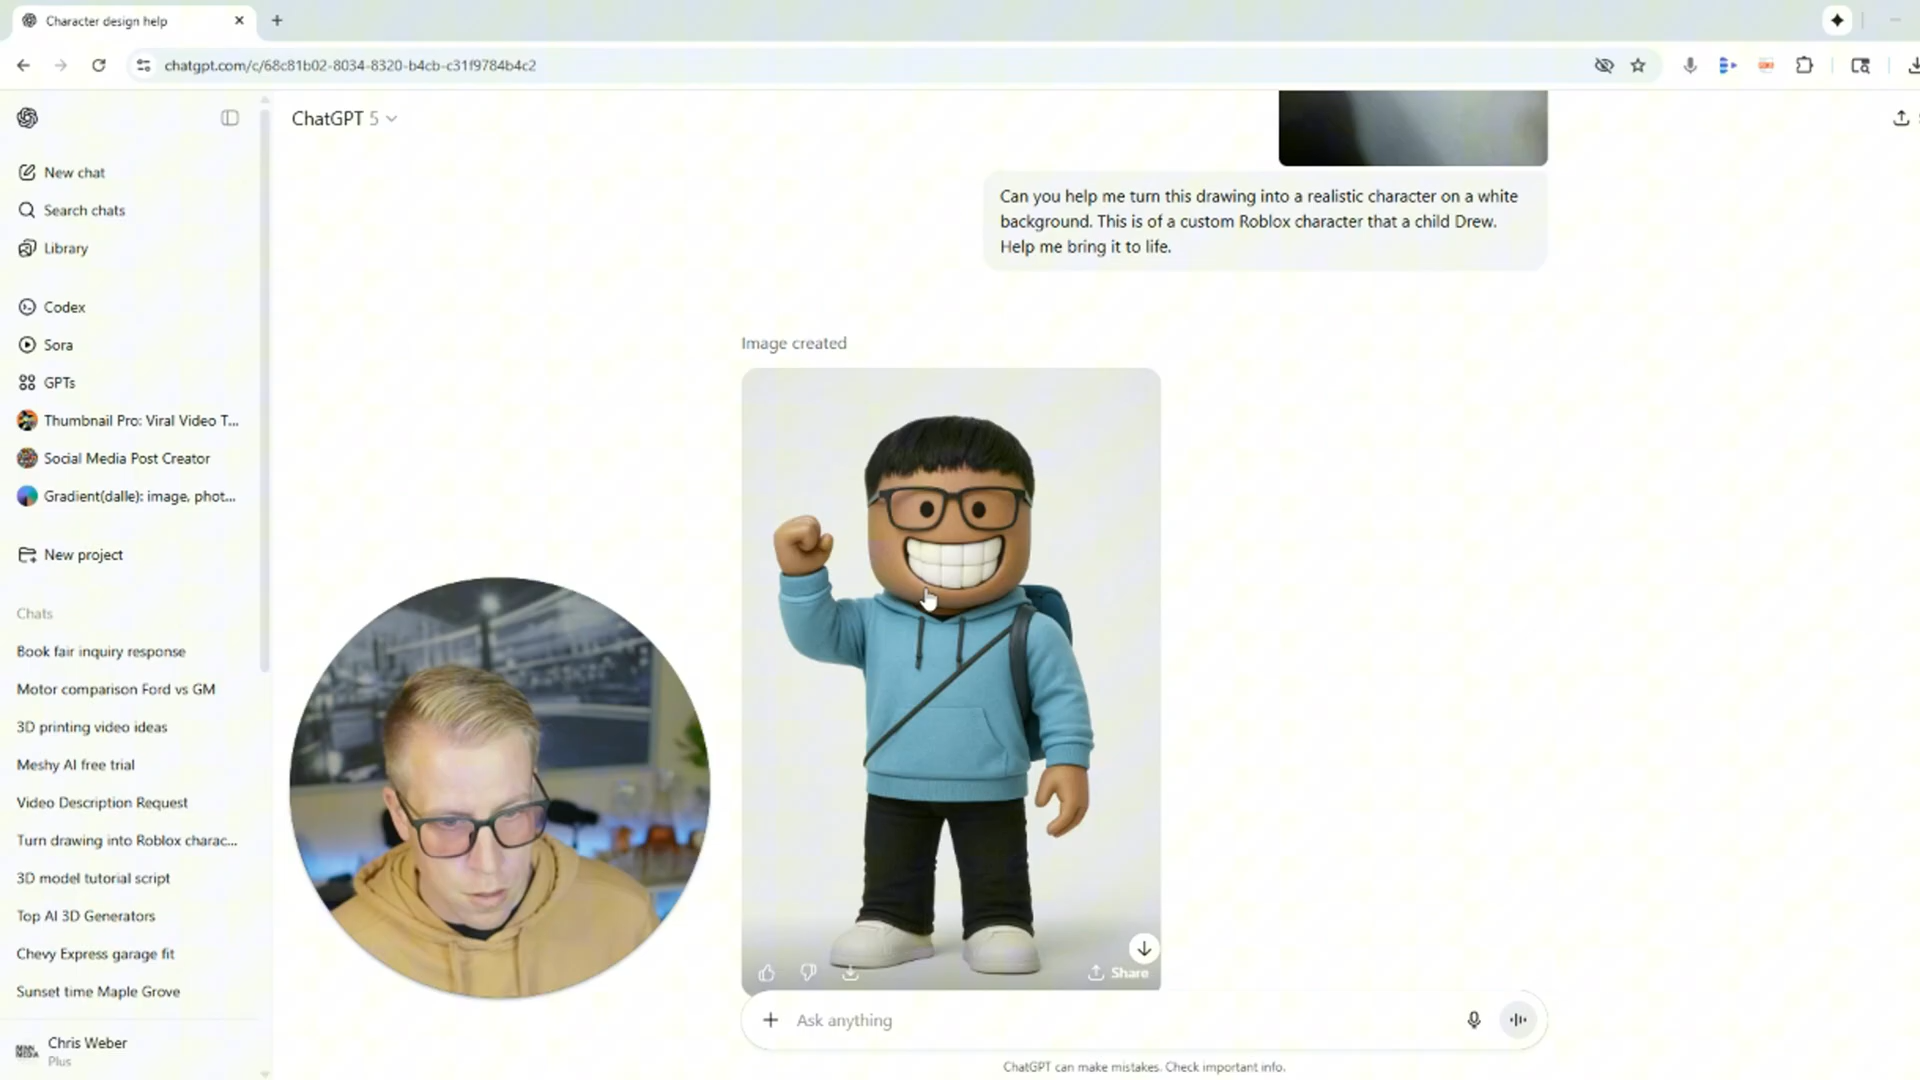 Character design help
chatgpt.com/c/68c81b02-8034-8320-b4cb-c31f9784b4c2
ChatGPT 5
New chat
Search chats
Library
Codex
Sora
GPTs
Thumbnail Pro: Viral Video T...
Social Media Post Creator
Gradient(dalle): image, phot...
New project
Chats
Book fair inquiry response
Motor comparison Ford vs GM
3D printing video ideas
Meshy AI free trial
Video Description Request
Turn drawing into Roblox charac...
3D model tutorial script
Top AI 3D Generators
Chevy Express garage fit
Sunset time Maple Grove
Chris Weber
Plus
Can you help me turn this drawing into a realistic character on a white
background. This is of a custom Roblox character that a child Drew.
Help me bring it to life.
Image created
Share
Ask anything
ChatGPT can make mistakes. Check important info.